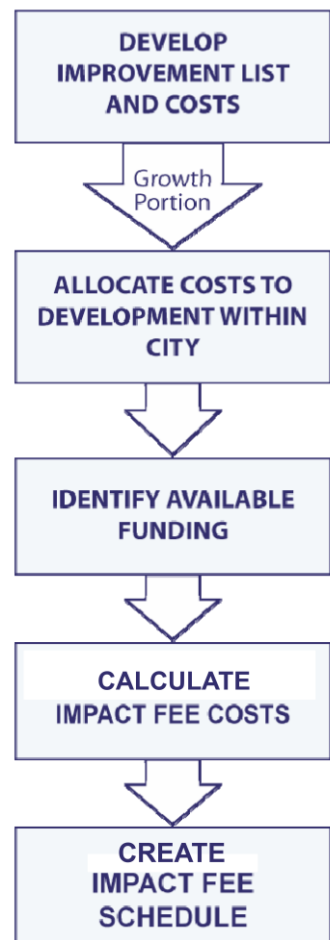 DEVELOP
IMPROVEMENT LIST
AND COSTS
Growth
Portion
ALLOCATE COSTS TO
DEVELOPMENT WITHIN
CITY
IDENTIFY AVAILABLE
FUNDING
CALCULATE
IMPACT FEE COSTS
CREATE
IMPACT FEE
SCHEDULE